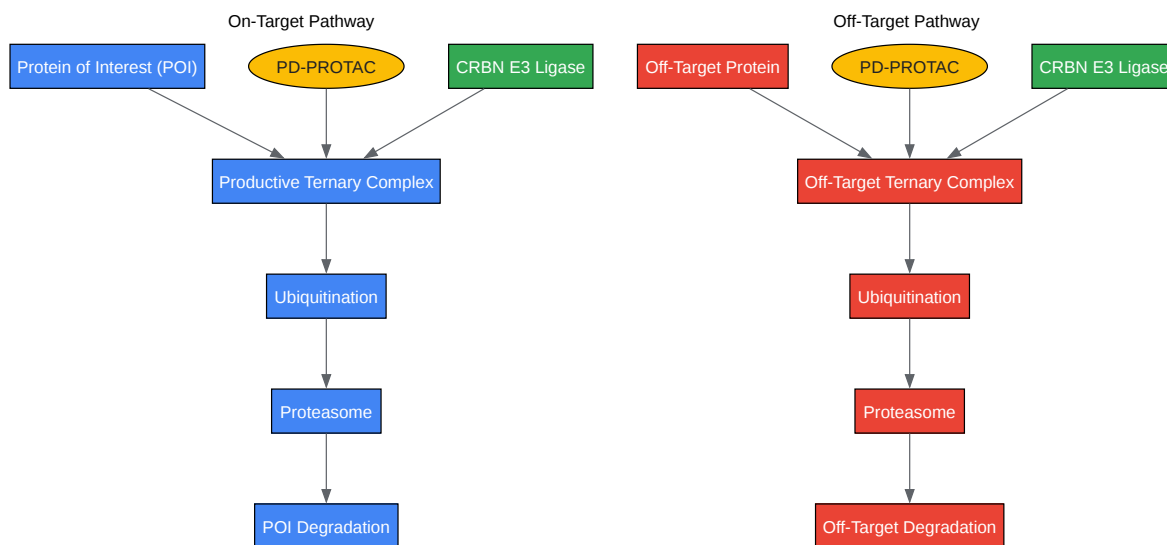 On-Target Pathway
Protein of Interest (POI)
PD-PROTAC
CRBN E3 Ligase
Productive Ternary Complex
Ubiquitination
Proteasome
POI Degradation
Off-Target Pathway
Off-Target Protein
PD-PROTAC
CRBN E3 Ligase
Off-Target Ternary Complex
Ubiquitination
Proteasome
Off-Target Degradation